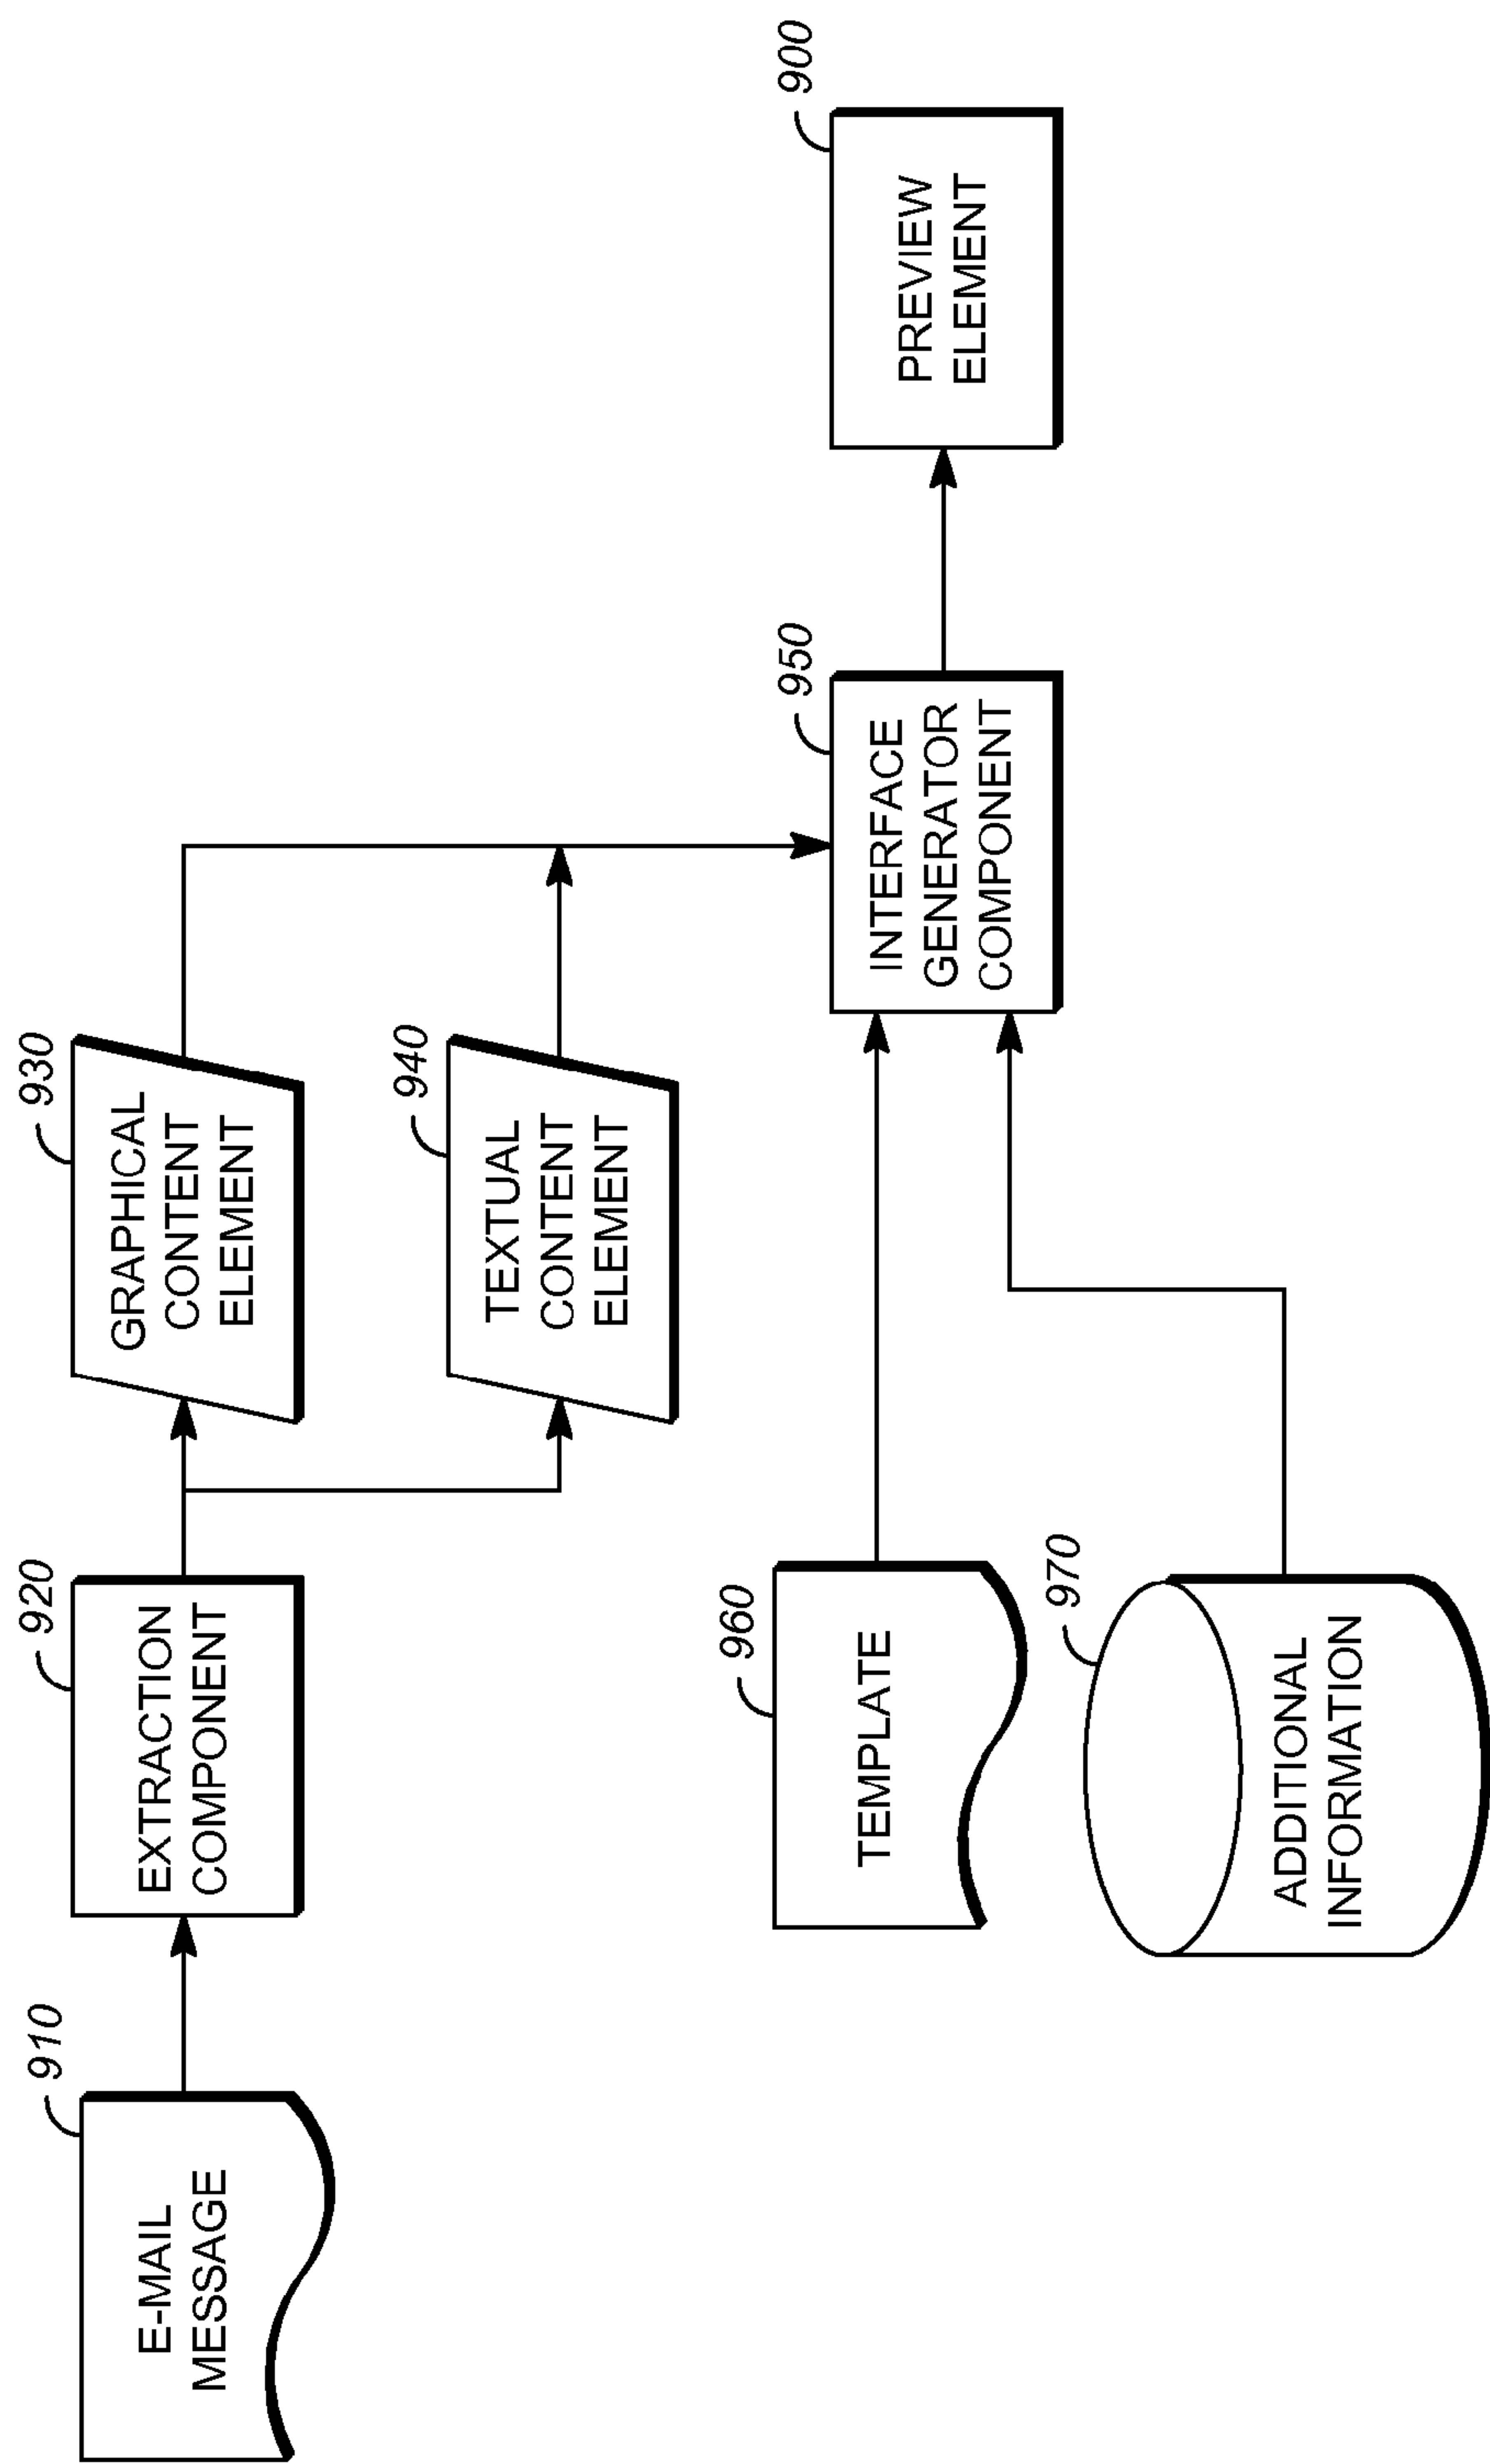 910
E-MAIL
MESSAGE
920
EXTRACTION
COMPONENT
930
GRAPHICAL
CONTENT
ELEMENT
940
TEXTUAL
CONTENT
ELEMENT
960
TEMPLATE
970
ADDITIONAL
INFORMATION
950
INTERFACE
GENERATOR
COMPONENT
900
PREVIEW
ELEMENT